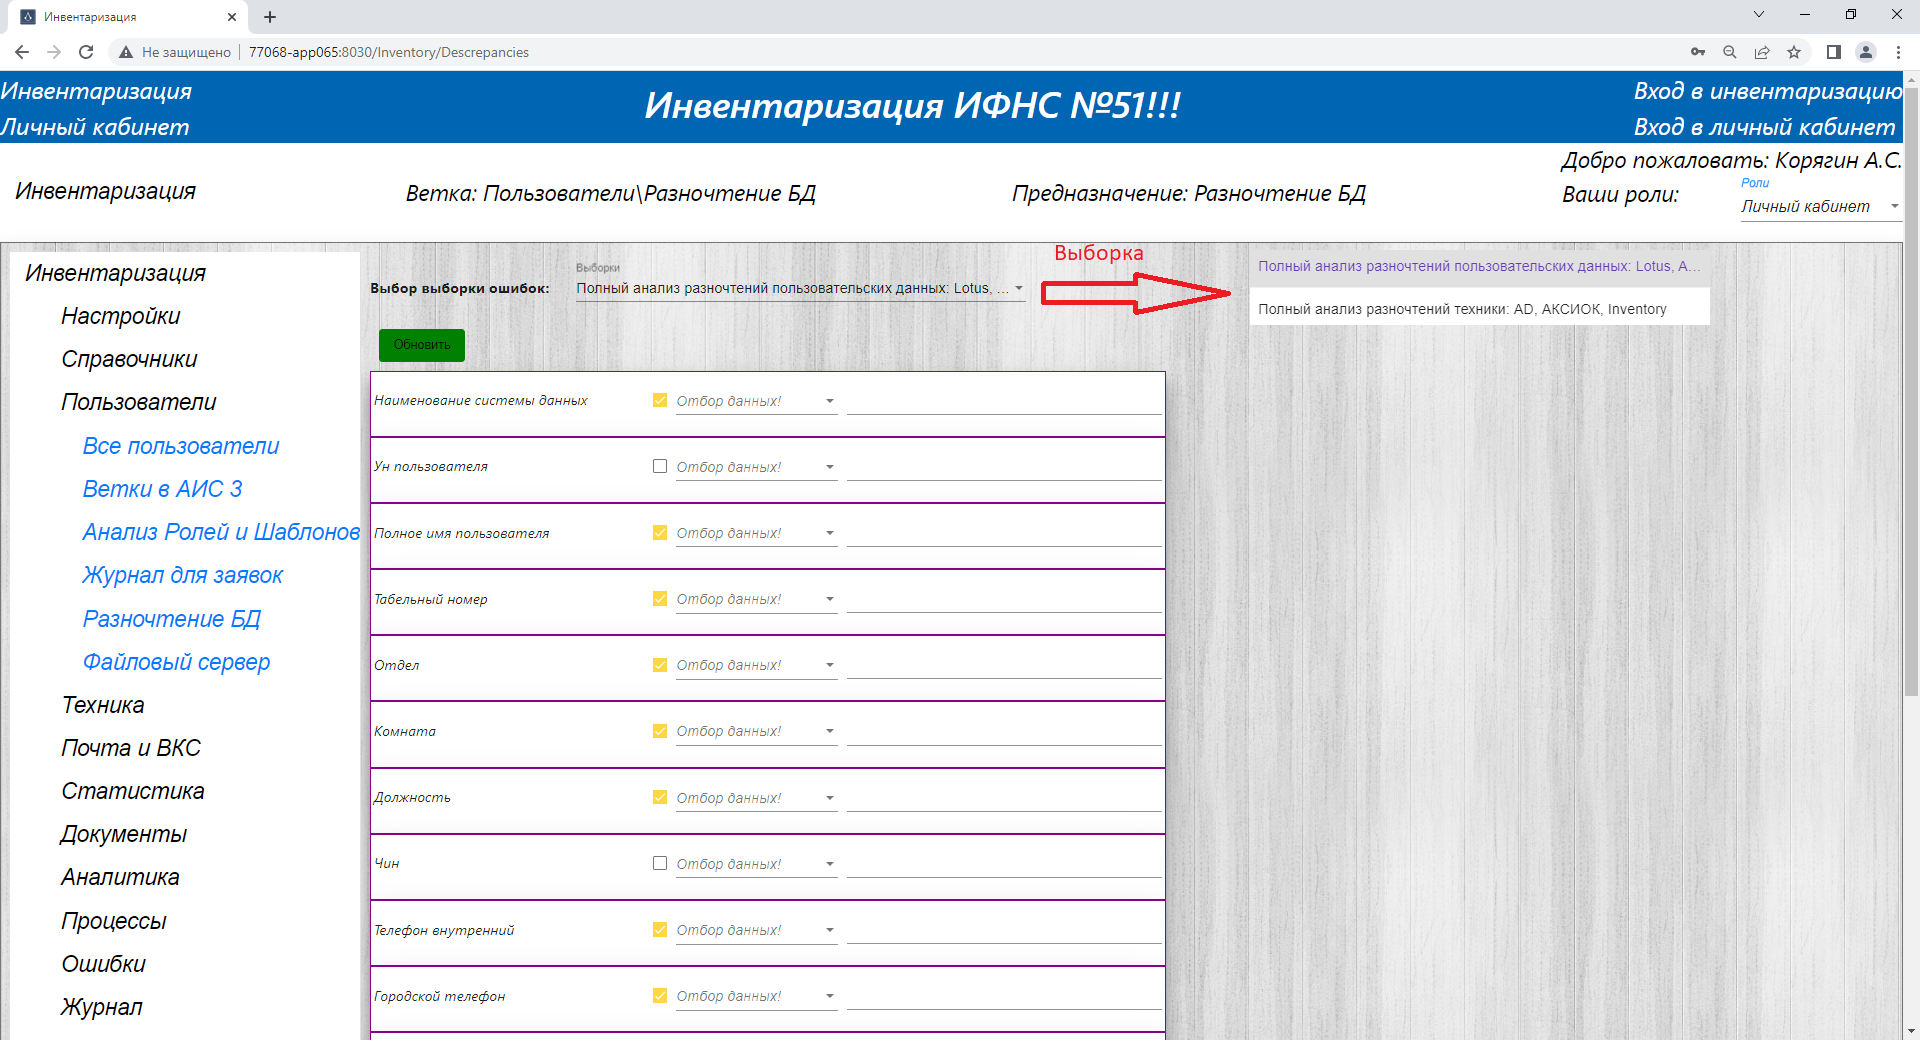 Инвентаризация
Не защищено
77068-app065:8030/Inventory/Descrepancies
Инвентаризация
Личный кабинет
Инвентаризация ИФНС №51!!!
Вход в инвентаризацию
Вход в личный кабинет
Добро пожаловать: Корягин А.С.
Инвентаризация
Ветка: Пользователи\Разночтение БД
Предназначение: Разночтение БД
Ваши роли:
Роли
Личный кабинет
Инвентаризация
Настройки
Справочники
Пользователи
Все пользователи
Ветки в АИС 3
Анализ Ролей и Шаблонов
Журнал для заявок
Разночтение БД
Файловый сервер
Техника
Почта и ВКС
Статистика
Документы
Аналитика
Процессы
Ошибки
Журнал
Выбор выборки ошибок:
Выборки
Полный анализ разночтений пользовательских данных: Lotus, ...
Выборка
Полный анализ разночтений пользовательских данных: Lotus, A...
Полный анализ разночтений техники: AD, АКСИОК, Inventory
Обновить
Наименование системы данных Отбор данных!
Ун пользователя Отбор данных!
Полное имя пользователя Отбор данных!
Табельный номер Отбор данных!
Отдел Отбор данных!
Комната Отбор данных!
Должность Отбор данных!
Чин Отбор данных!
Телефон внутренний Отбор данных!
Городской телефон Отбор данных!